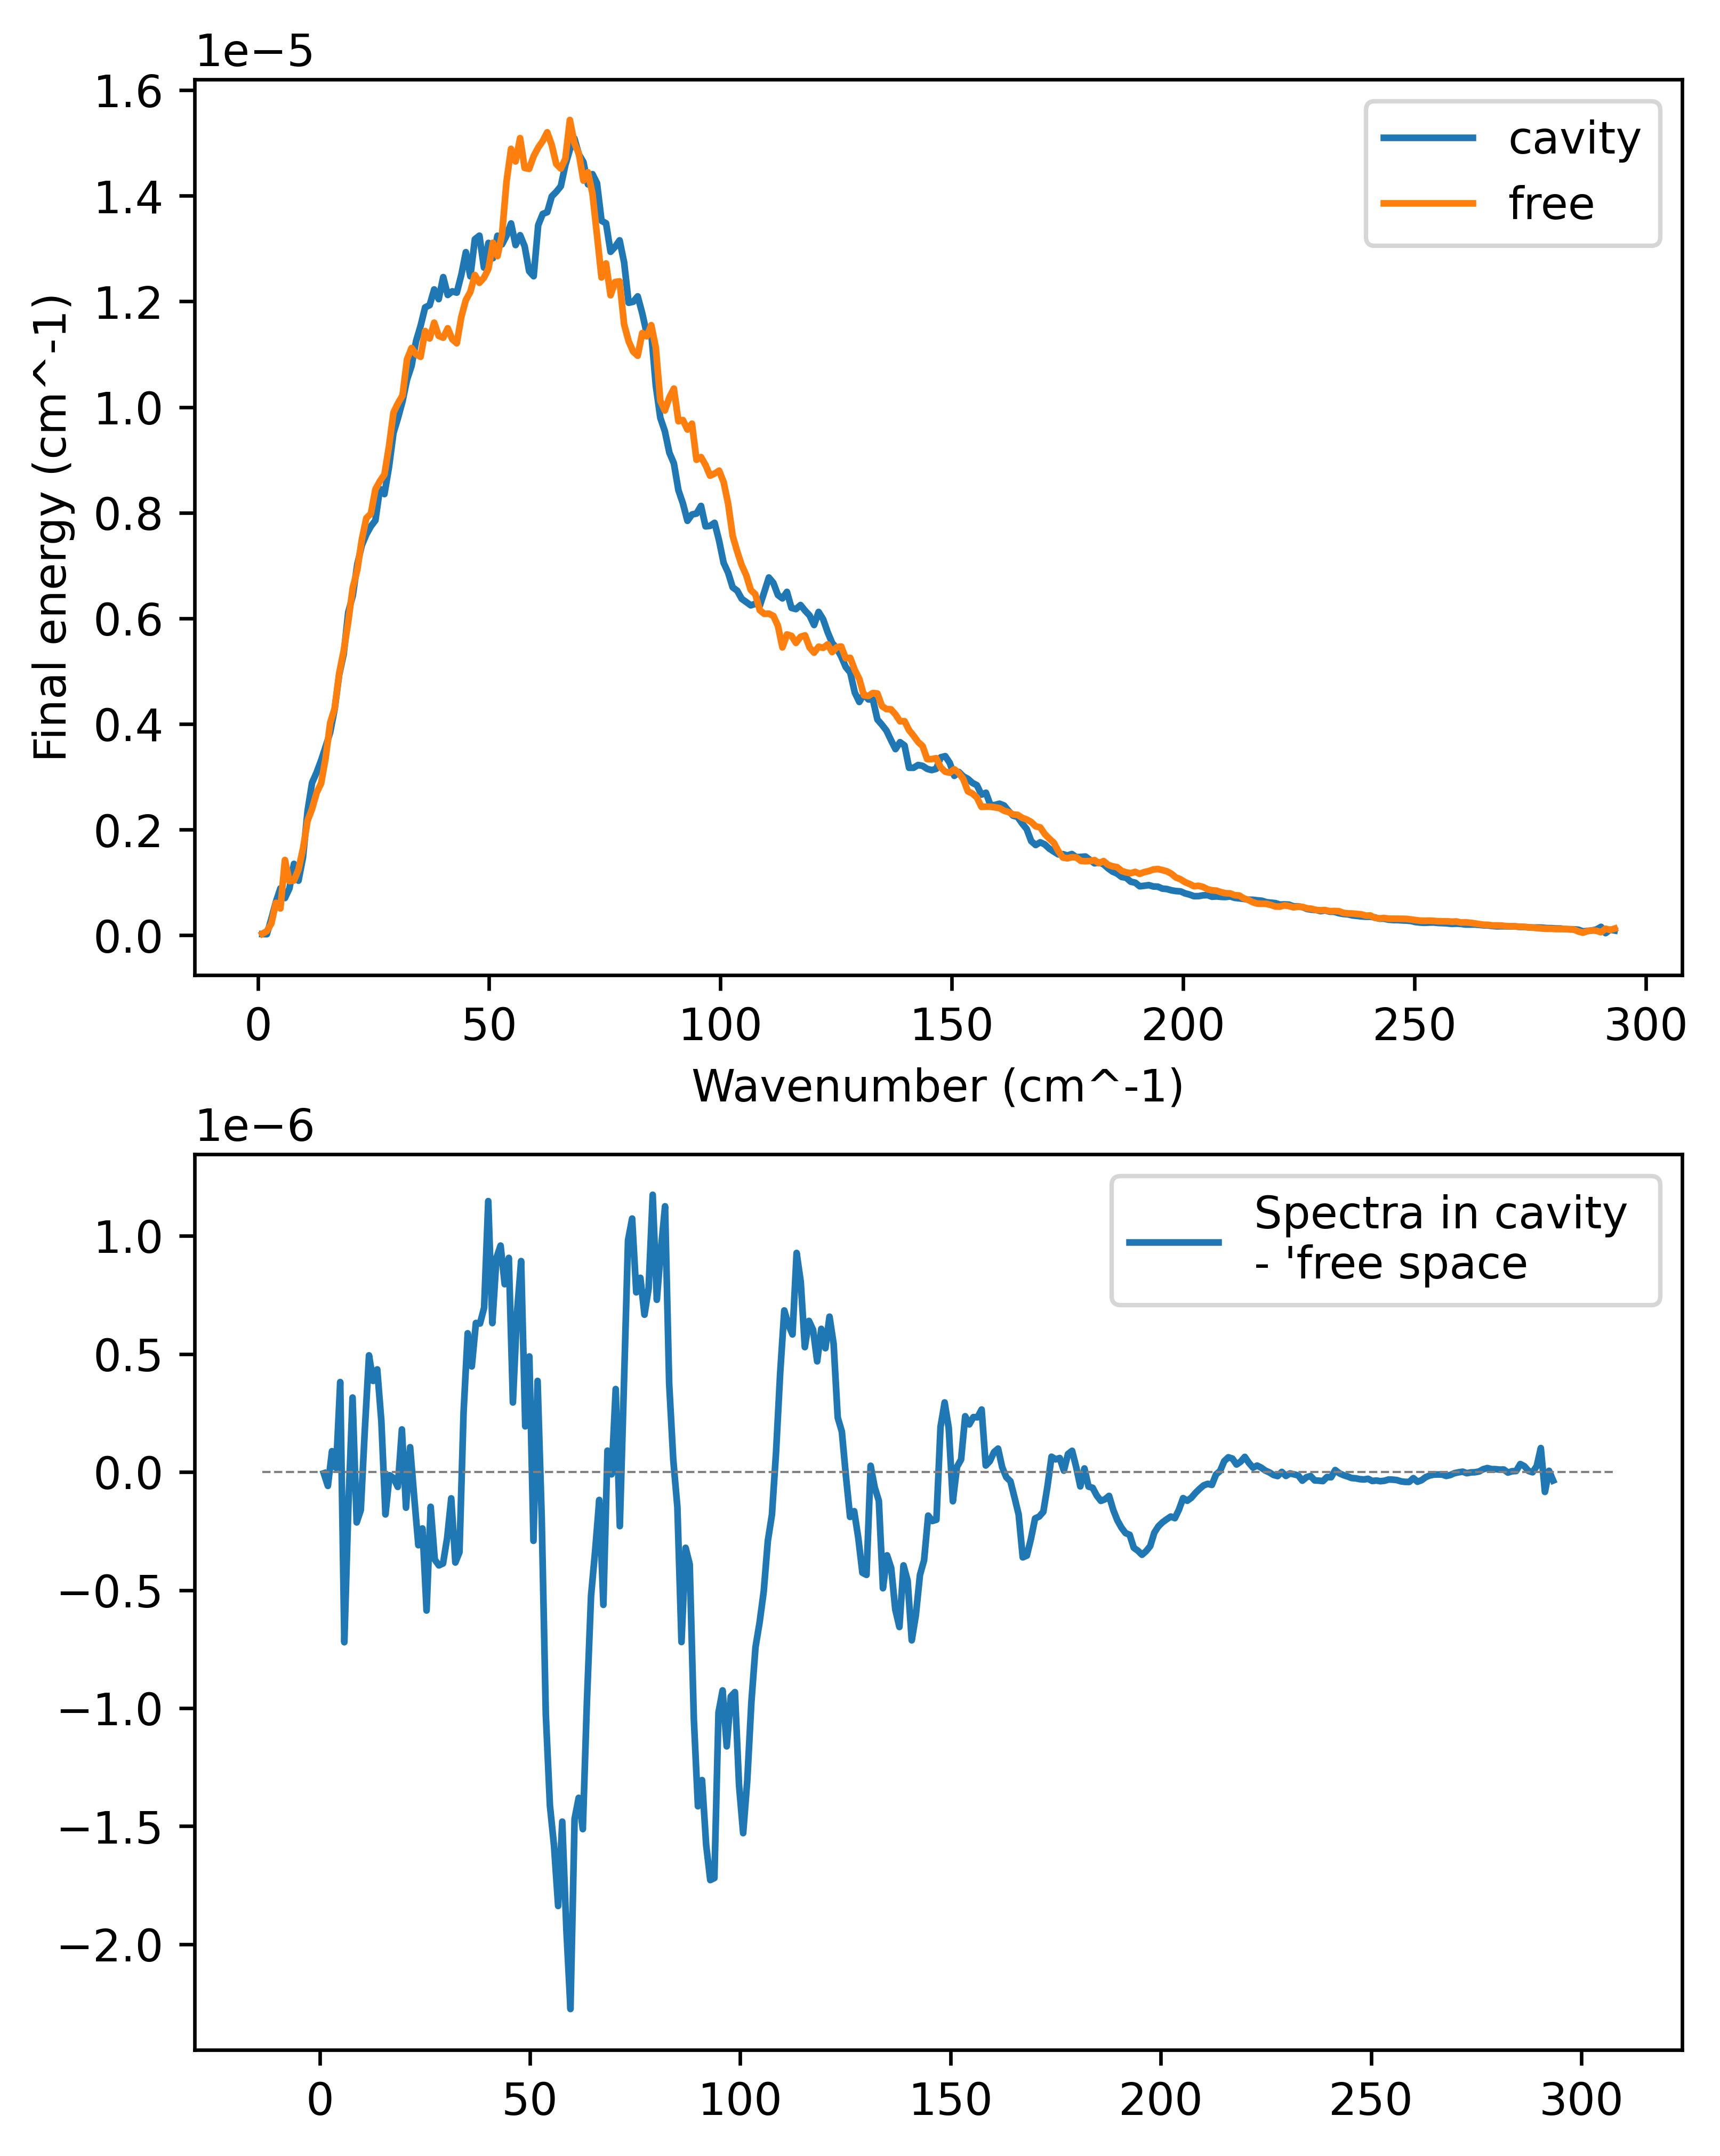 1e−5
1.6
1.4
1.2
1.0
0.8
0.6
0.4
0.2
0.0
Final energy (cm^-1)
cavity
free
0 50 100 150 200 250 300
Wavenumber (cm^-1)
1e−6
1.0
0.5
0.0
−0.5
−1.0
−1.5
−2.0
Spectra in cavity
- 'free space
0 50 100 150 200 250 300